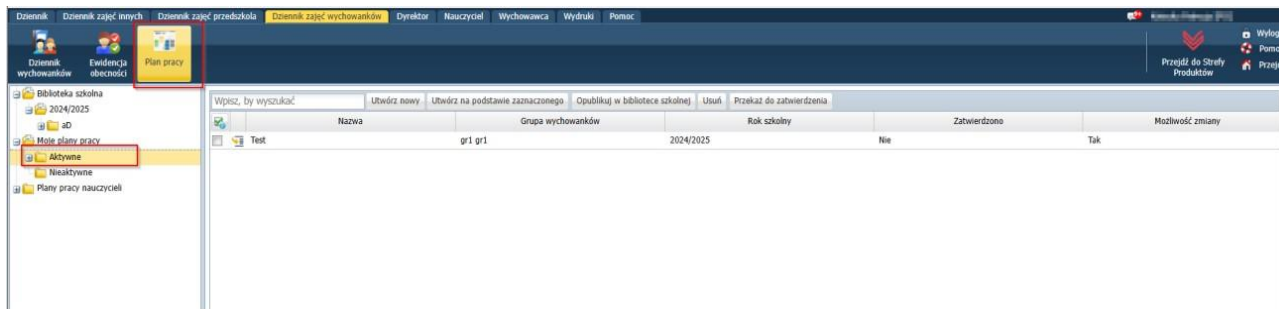 Dziennik Dziennik zajęć innych Dziennik zajęć przedszkola Dziennik zajęć wychowanków Dyrektor Nauczyciel Wychowawca Wydruki Pomoc
Dziennik wychowanków
Ewidencja obecności
Plan pracy
Przejdź do Strefy Produktów
Wylog
Pomo
Przej
Biblioteka szkolna
2024/2025
aD
Moje plany pracy
Aktywne
Nieaktywne
Plany pracy nauczycieli
Wpisz, by wyszukać Utwórz nowy Utwórz na podstawie zaznaczonego Opublikuj w bibliotece szkolnej Usuń Przekaż do zatwierdzenia
Nazwa Grupa wychowanków Rok szkolny Zatwierdzono Możliwość zmiany
Test gr1 gr1 2024/2025 Nie Tak